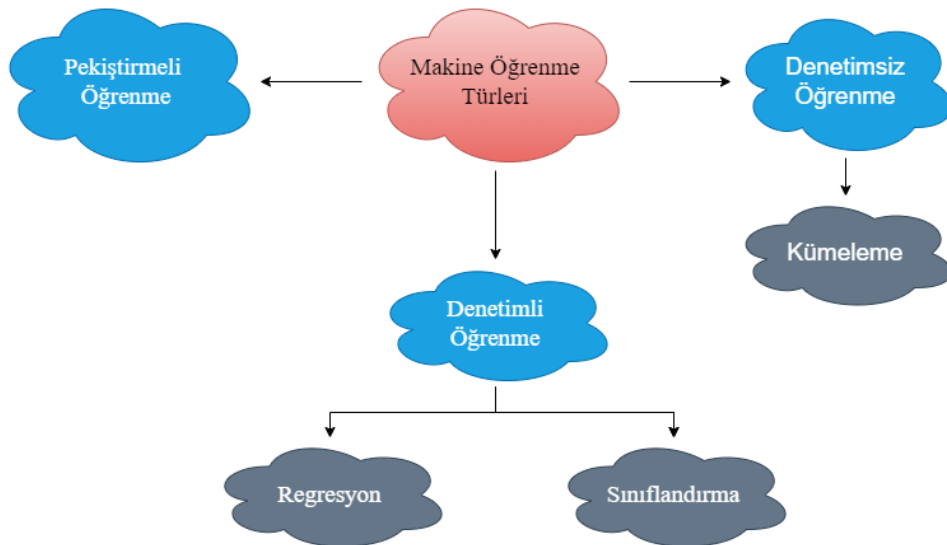 Pekiştirmeli
Öğrenme
Makine Öğrenme
Türleri
Denetimsiz
Öğrenme
Kümeleme
Denetimli
Öğrenme
Regresyon
Sınıflandırma